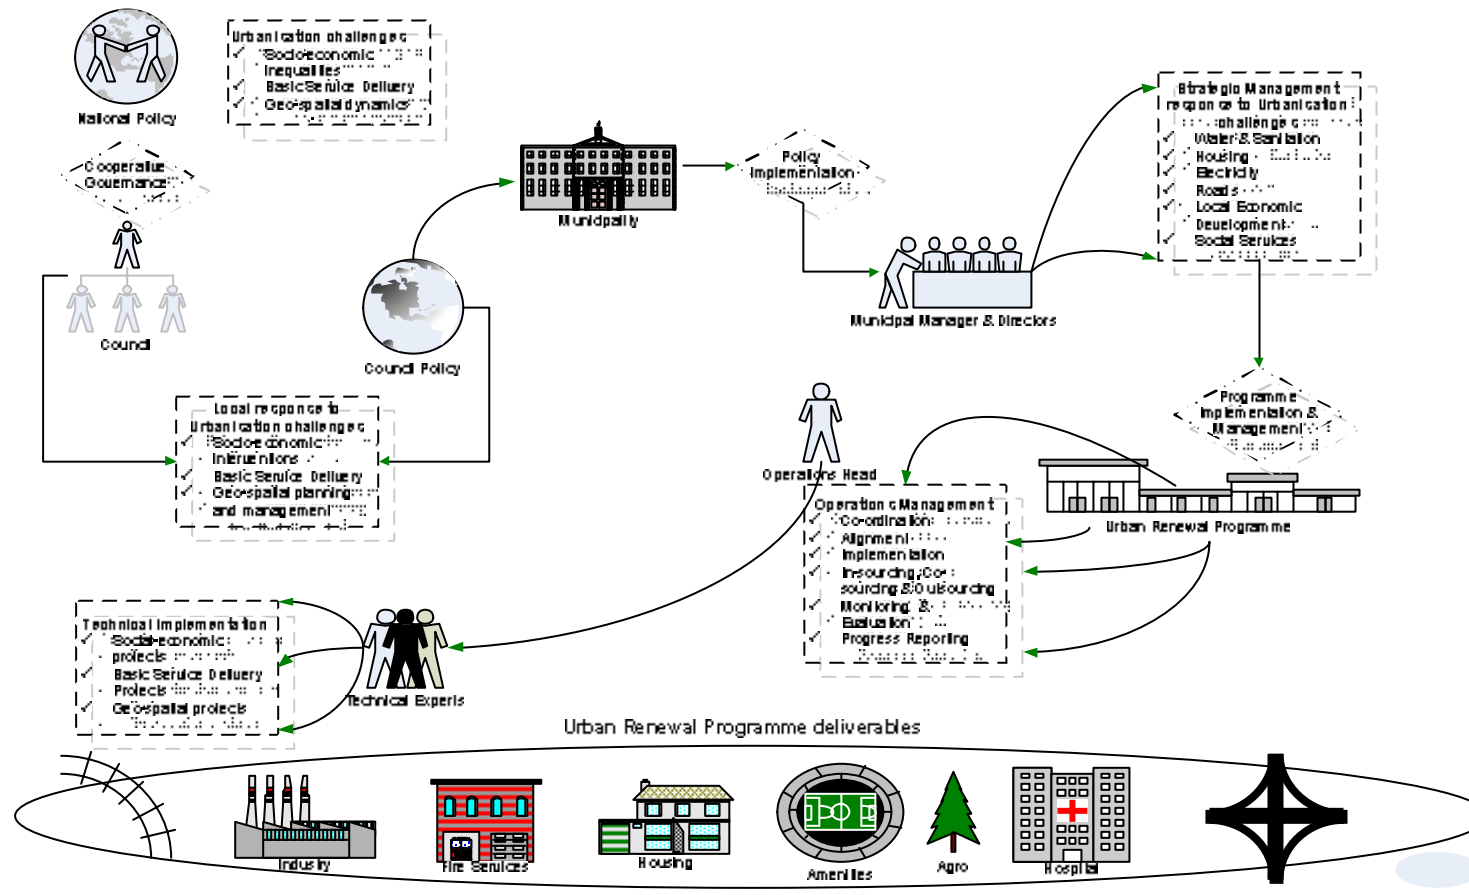 National Policy
Urbanisation challenges
Socio-economic
Inequalities
Basic Service Delivery
Geo-spatial dynamics
Cooperative
Governance
Council
Council Policy
Local response to
Urbanisation challenges
Socio-economic
Interventions
Basic Service Delivery
Geo-spatial planning
and management
Municipality
Policy
Implementation
Municipal Manager & Directors
Strategic Management
response to Urbanisation
challenges
Water & Sanitation
Housing
Electricity
Roads
Local Economic
Development
Social Services
Programme
Implementation &
Management
Urban Renewal Programme
Operations Head
Operations Management
Co-ordination
Alignment
Implementation
In-sourcing, Co-
sourcing & Outsourcing
Monitoring &
Evaluation
Progress Reporting
Technical Experts
Technical Implementation
Social-economic
projects
Basic Service Delivery
Projects
Geo-spatial projects
Urban Renewal Programme deliverables
Industry
Fire Services
Housing
Amenities
Agro
Hospital